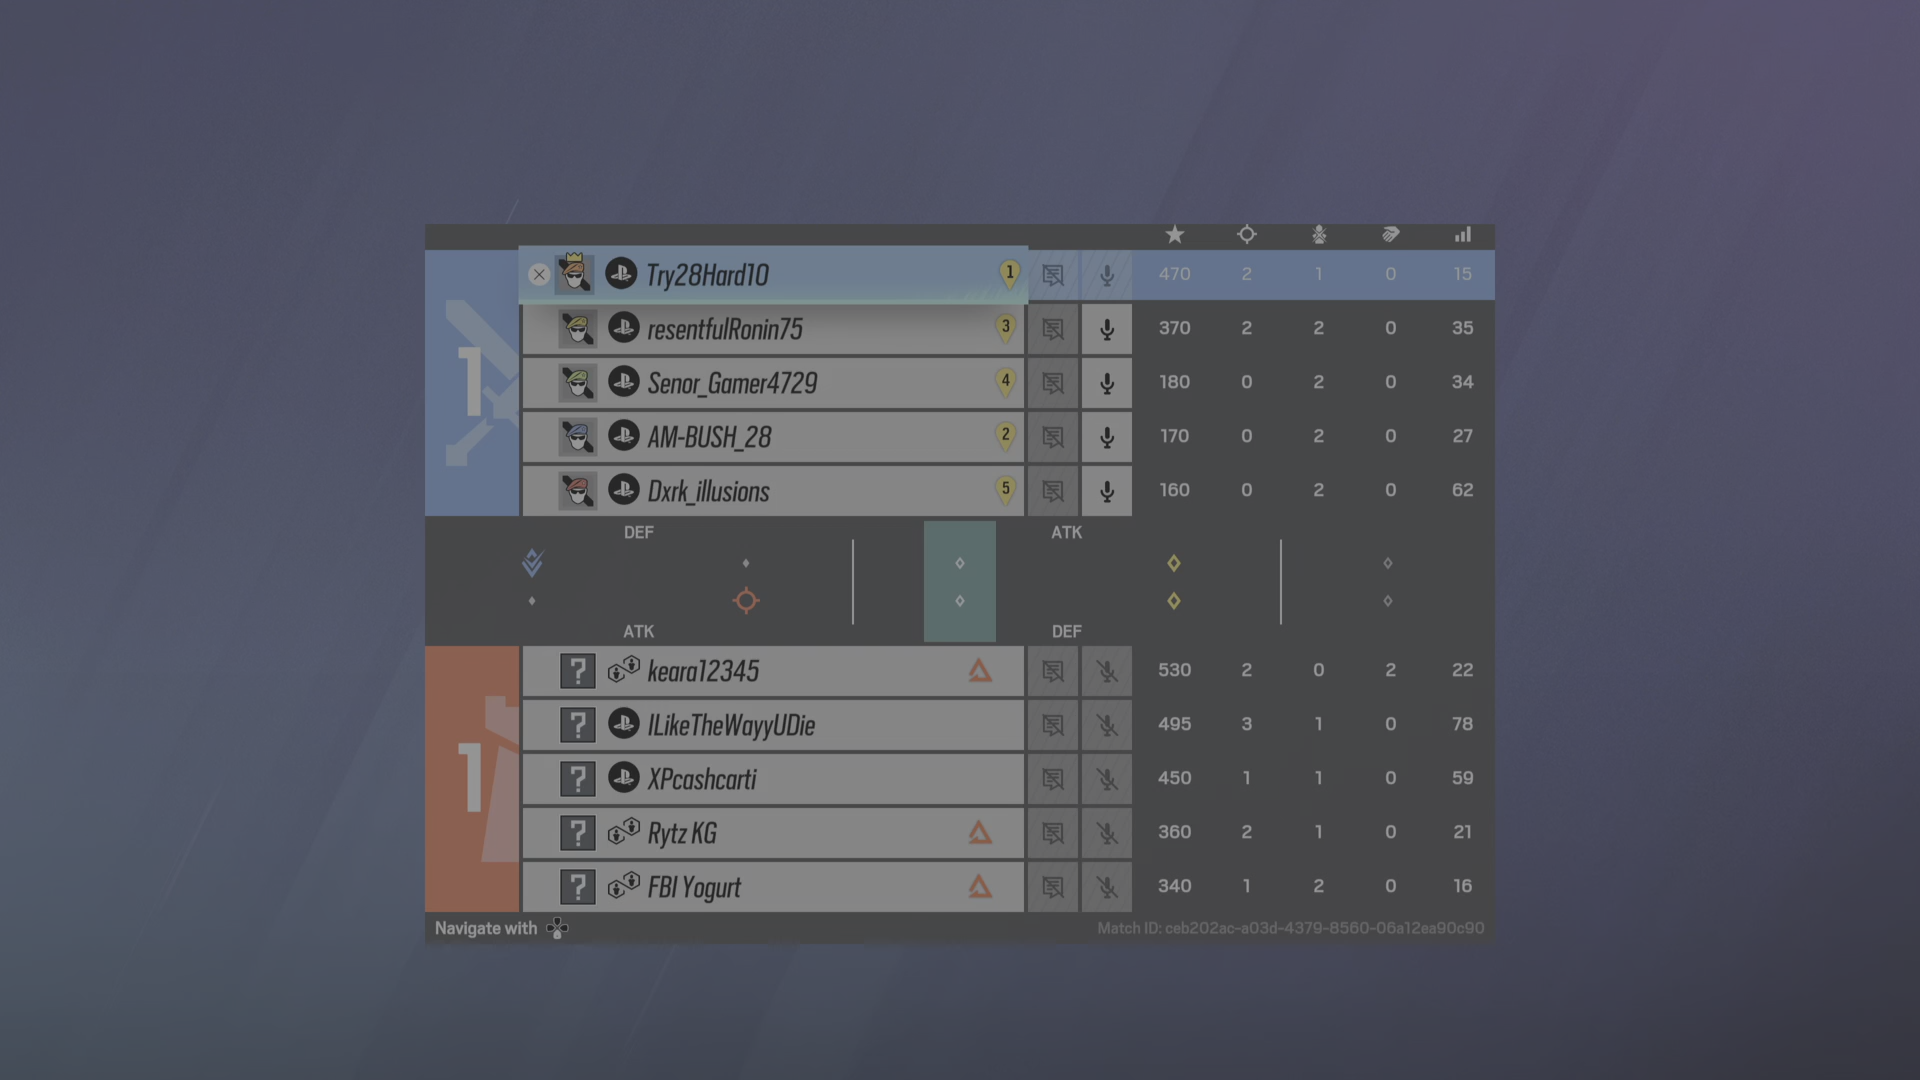 1
Try28Hard10 1 470 2 1 0 15
resentfulRonin75 3 370 2 2 0 35
Senor_Gamer4729 4 180 0 2 0 34
AM-BUSH_28 2 170 0 2 0 27
Dxrk_illusions 5 160 0 2 0 62
DEF ATK
ATK DEF
1
? keara12345 530 2 0 2 22
? ILikeTheWayyUDie 495 3 1 0 78
? XPcashcarti 450 1 1 0 59
? Rytz KG 360 2 1 0 21
? FBI Yogurt 340 1 2 0 16
Navigate with Match ID: ceb202ac-a03d-4379-8560-06a12ea90c90